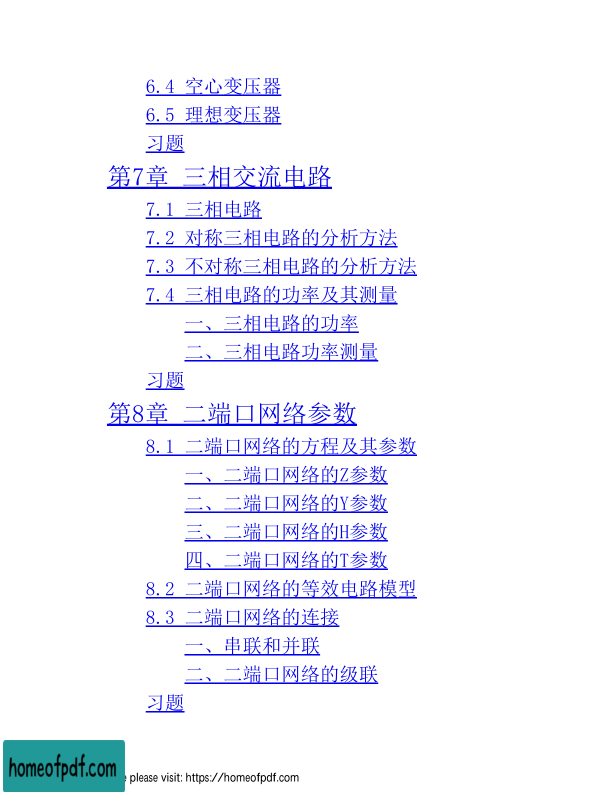 6.4 空心变压器
6.5 理想变压器
习题
第7章 三相交流电路
7.1 三相电路
7.2 对称三相电路的分析方法
7.3 不对称三相电路的分析方法
7.4 三相电路的功率及其测量
一、三相电路的功率
二、三相电路功率测量
习题
第8章 二端口网络参数
8.1 二端口网络的方程及其参数
一、二端口网络的Z参数
二、二端口网络的Y参数
三、二端口网络的H参数
四、二端口网络的T参数
8.2 二端口网络的等效电路模型
8.3 二端口网络的连接
一、串联和并联
二、二端口网络的级联
习题
homeofpdf.com
please visit: https://homeofpdf.com